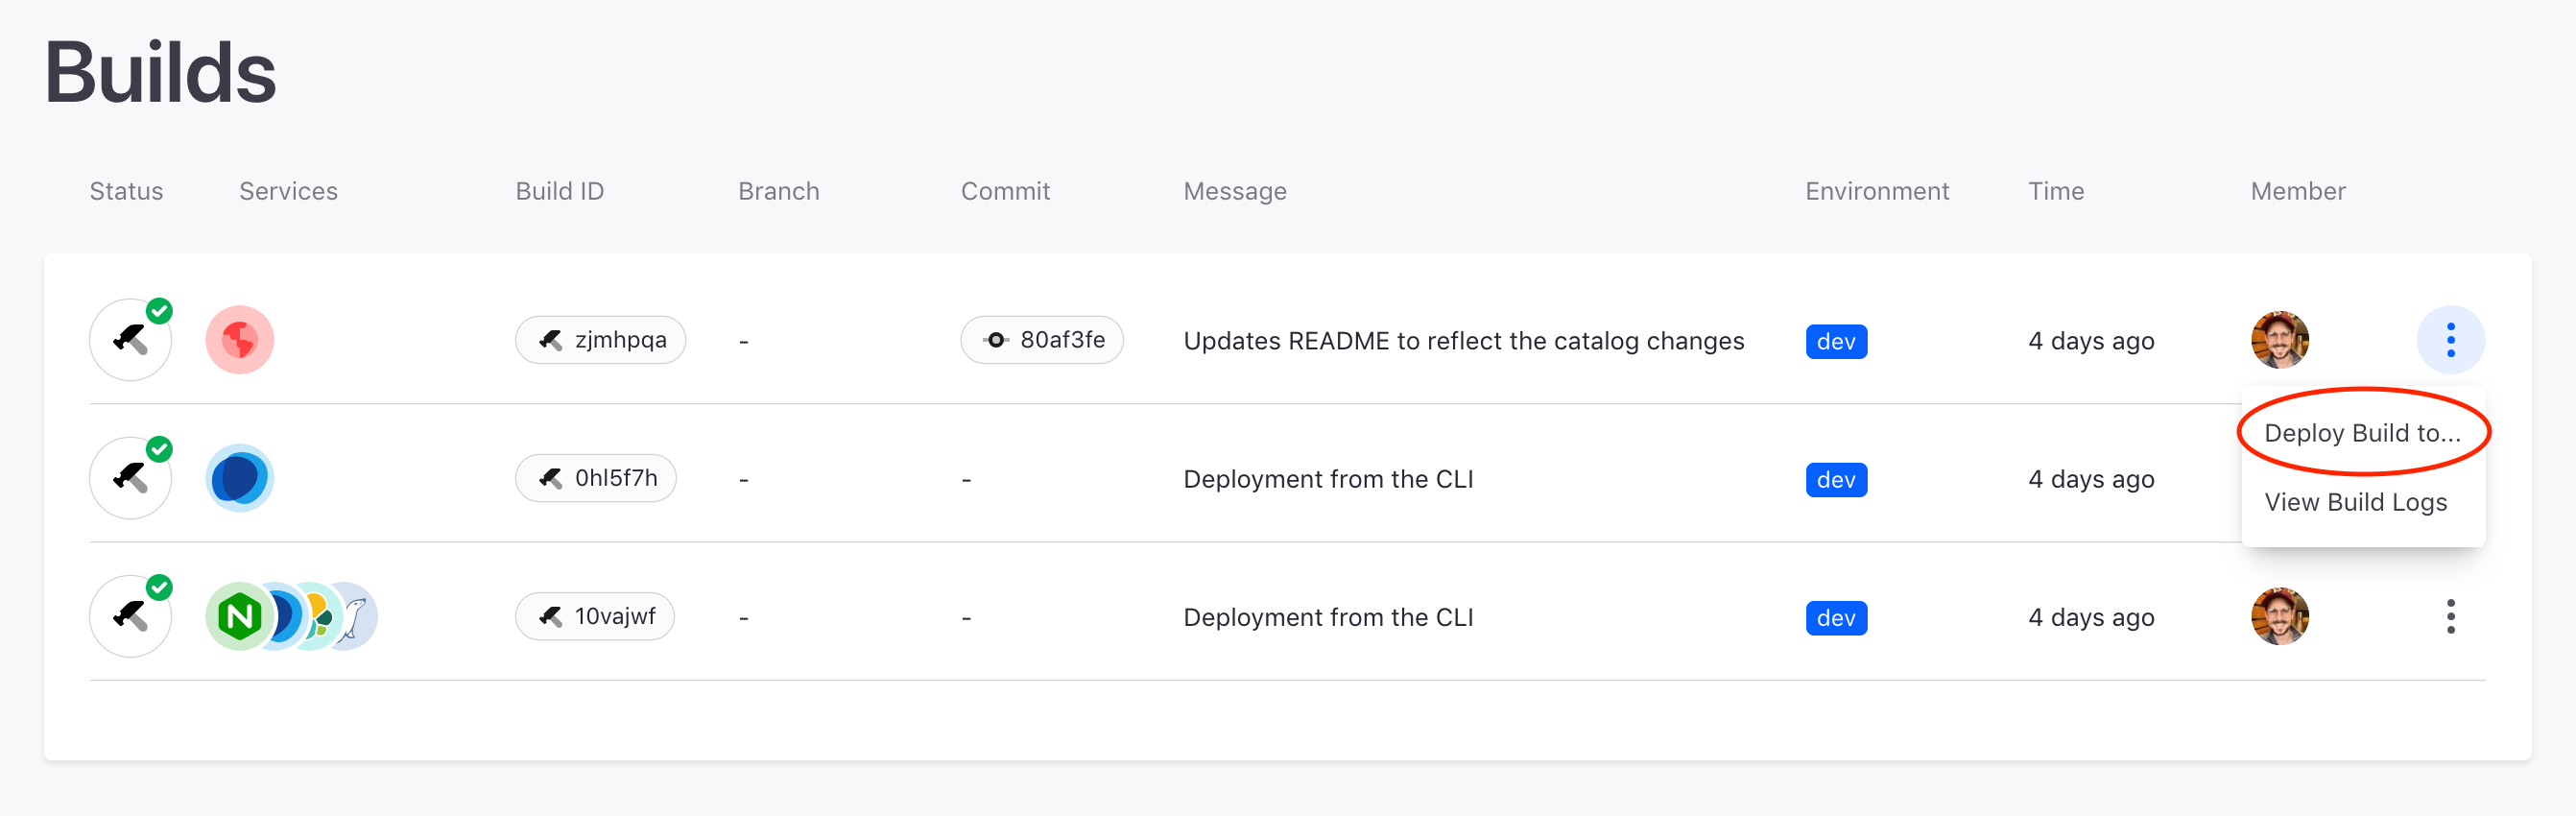 Builds
Status Services Build ID Branch Commit Message Environment Time Member
zjmhpqa - 80af3fe Updates README to reflect the catalog changes dev 4 days ago
Deploy Build to...
0hl5f7h - - Deployment from the CLI dev 4 days ago
View Build Logs
N 10vajwf - - Deployment from the CLI dev 4 days ago